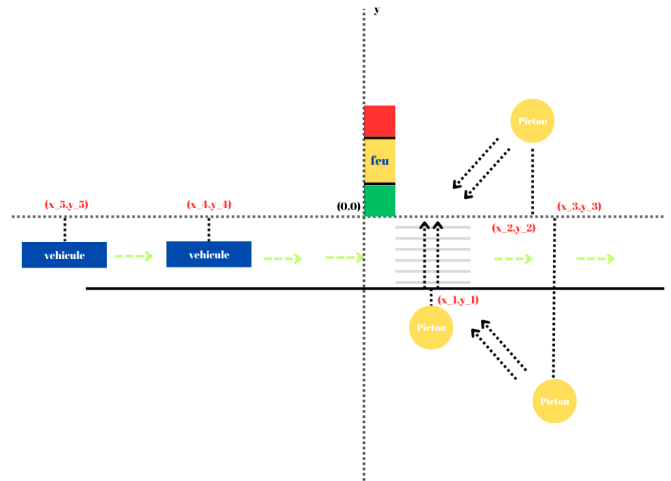 y
Pieton
feu
(x_5,y_5)
(x_4,y_4)
(0,0)
(x_3,y_3)
(x_2,y_2)
vehicule
vehicule
(x_1,y_1)
Pieton
Pieton